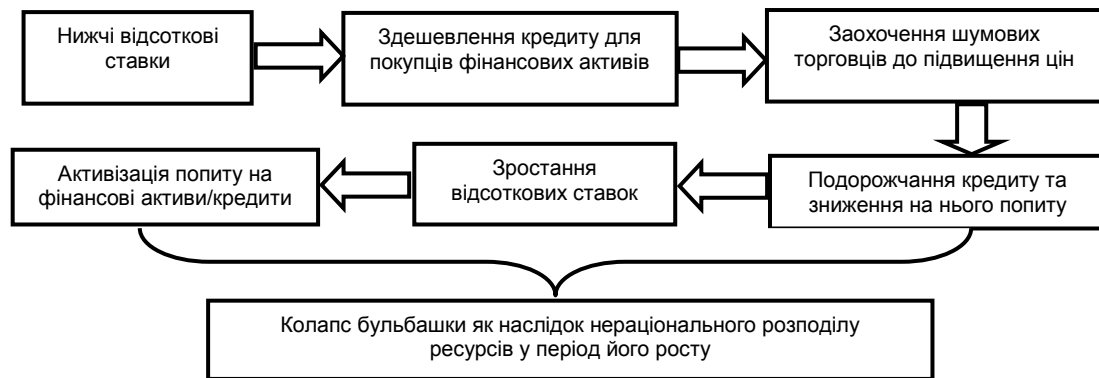 Нижчі відсоткові
ставки
Здешевлення кредиту для
покупців фінансових активів
Заохочення шумових
торговців до підвищення цін
Активізація попиту на
фінансові активи/кредити
Зростання
відсоткових ставок
Подорожчання кредиту та
зниження на нього попиту
Колапс бульбашки як наслідок нераціонального розподілу
ресурсів у період його росту